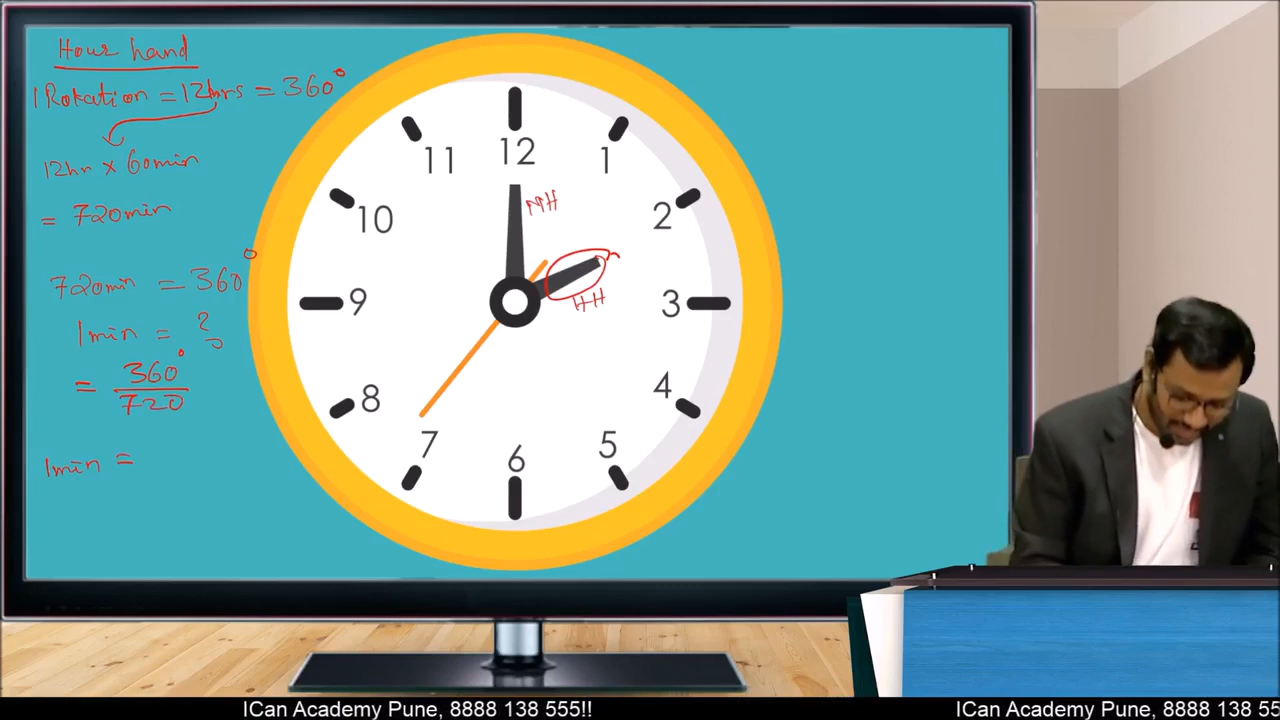 Hour hand
1 Rotation = 12hrs = 360°
12hr × 60min
= 720min
720min = 360°
1min = ?
= 360°
720
1min =
12
11
1
10
2
9
3
8
4
7
5
6
MH
HH
ICan Academy Pune, 8888 138 555!!
ICan Academy Pune, 8888 138 55